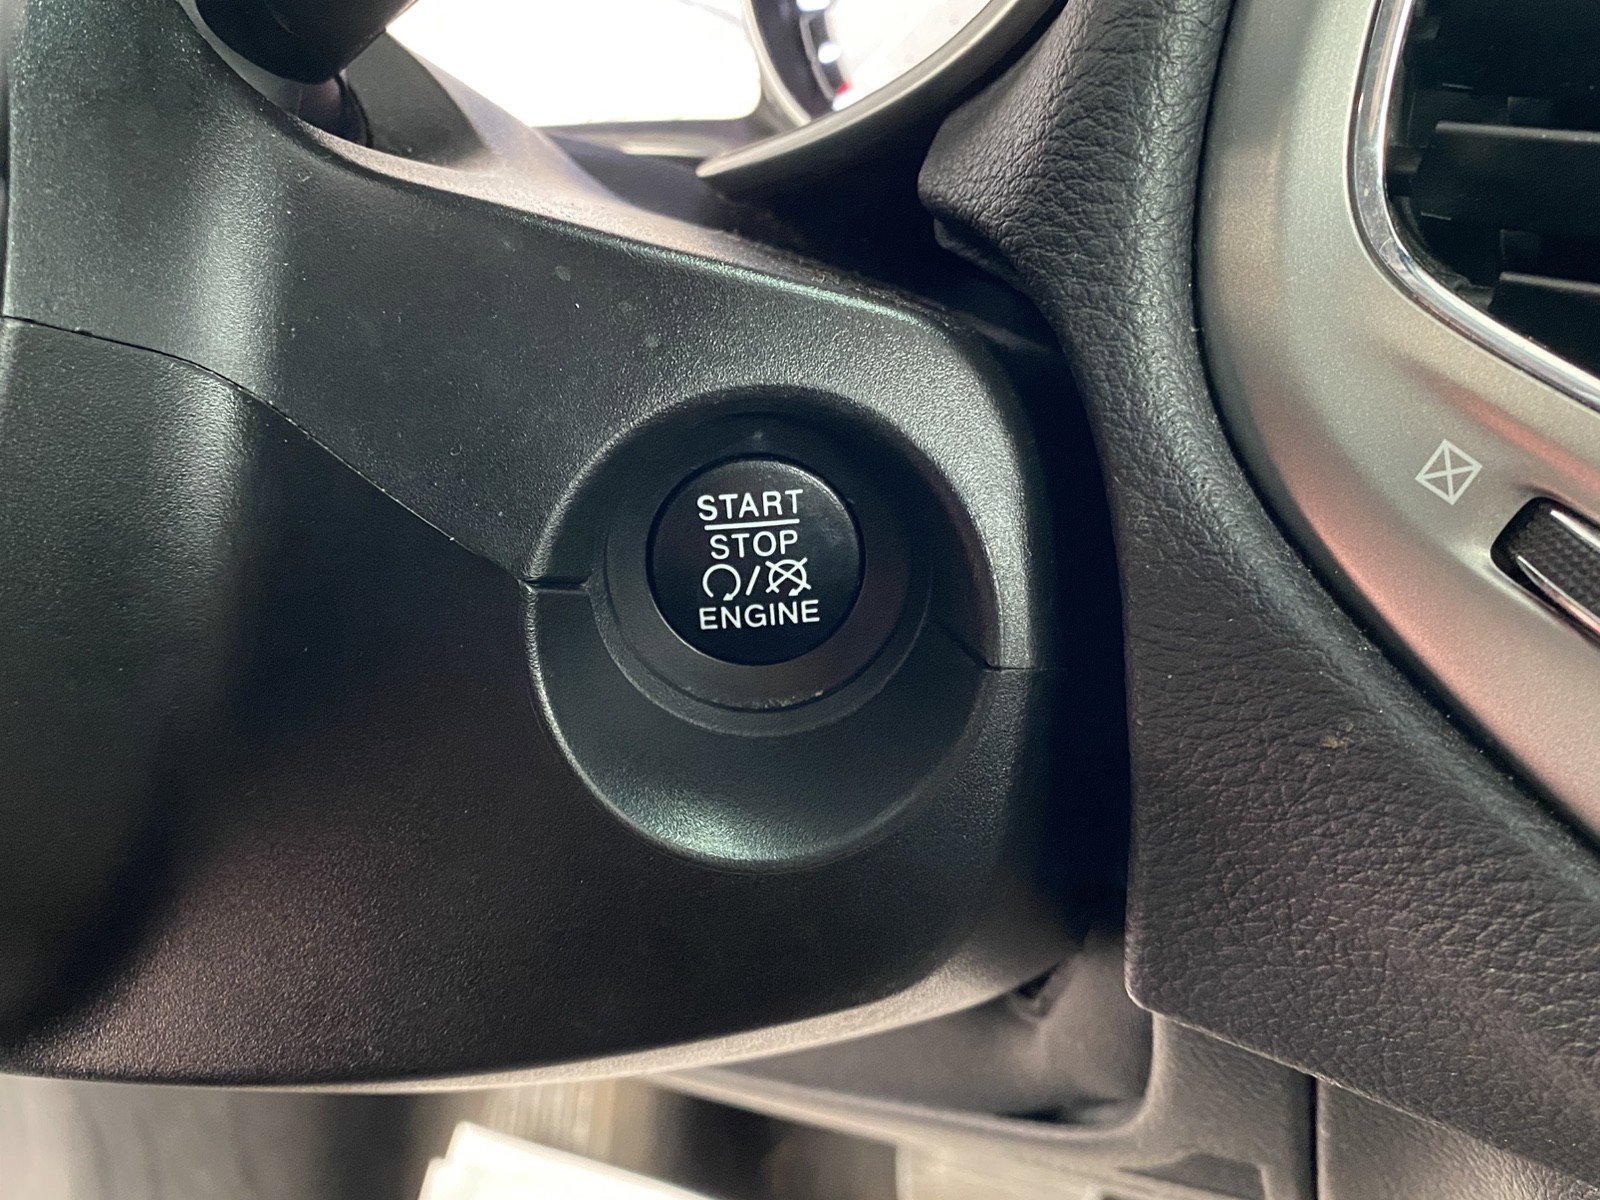 START
STOP
/
ENGINE